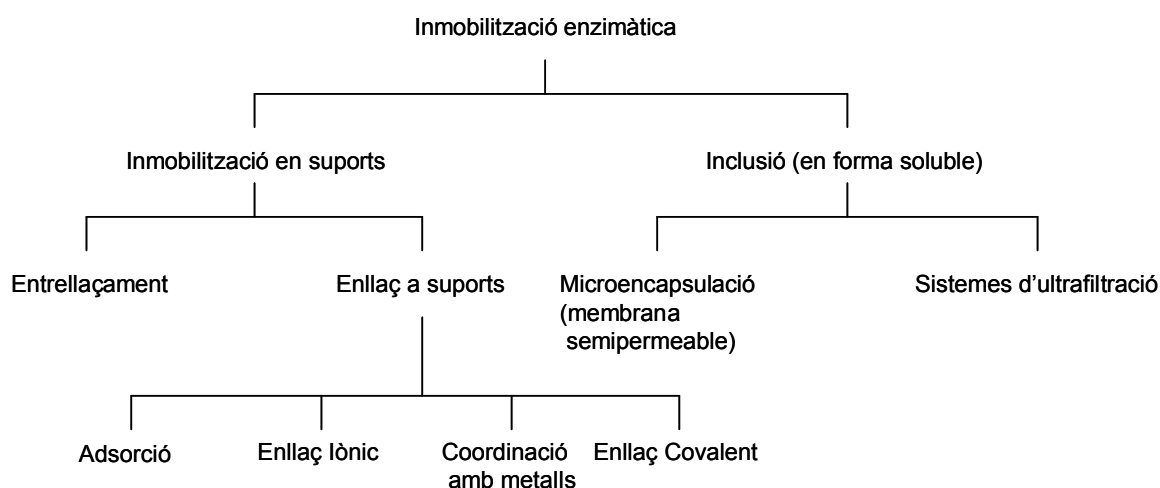 Inmobilització enzimàtica
Inmobilització en suports
Inclusió (en forma soluble)
Entrellaçament
Enllaç a suports
Microencapsulació
(membrana
semipermeable)
Sistemes d'ultrafiltració
Adsorció
Enllaç Iònic
Coordinació
amb metalls
Enllaç Covalent